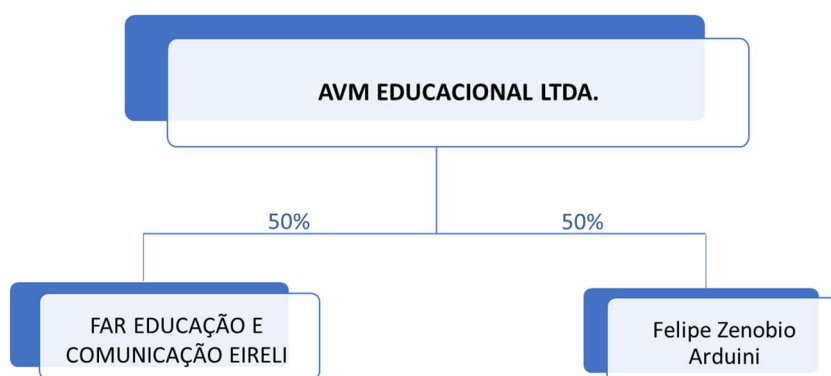 AVM EDUCACIONAL LTDA.
50%
50%
FAR EDUCAÇÃO E
COMUNICAÇÃO EIRELI
Felipe Zenobio
Arduini